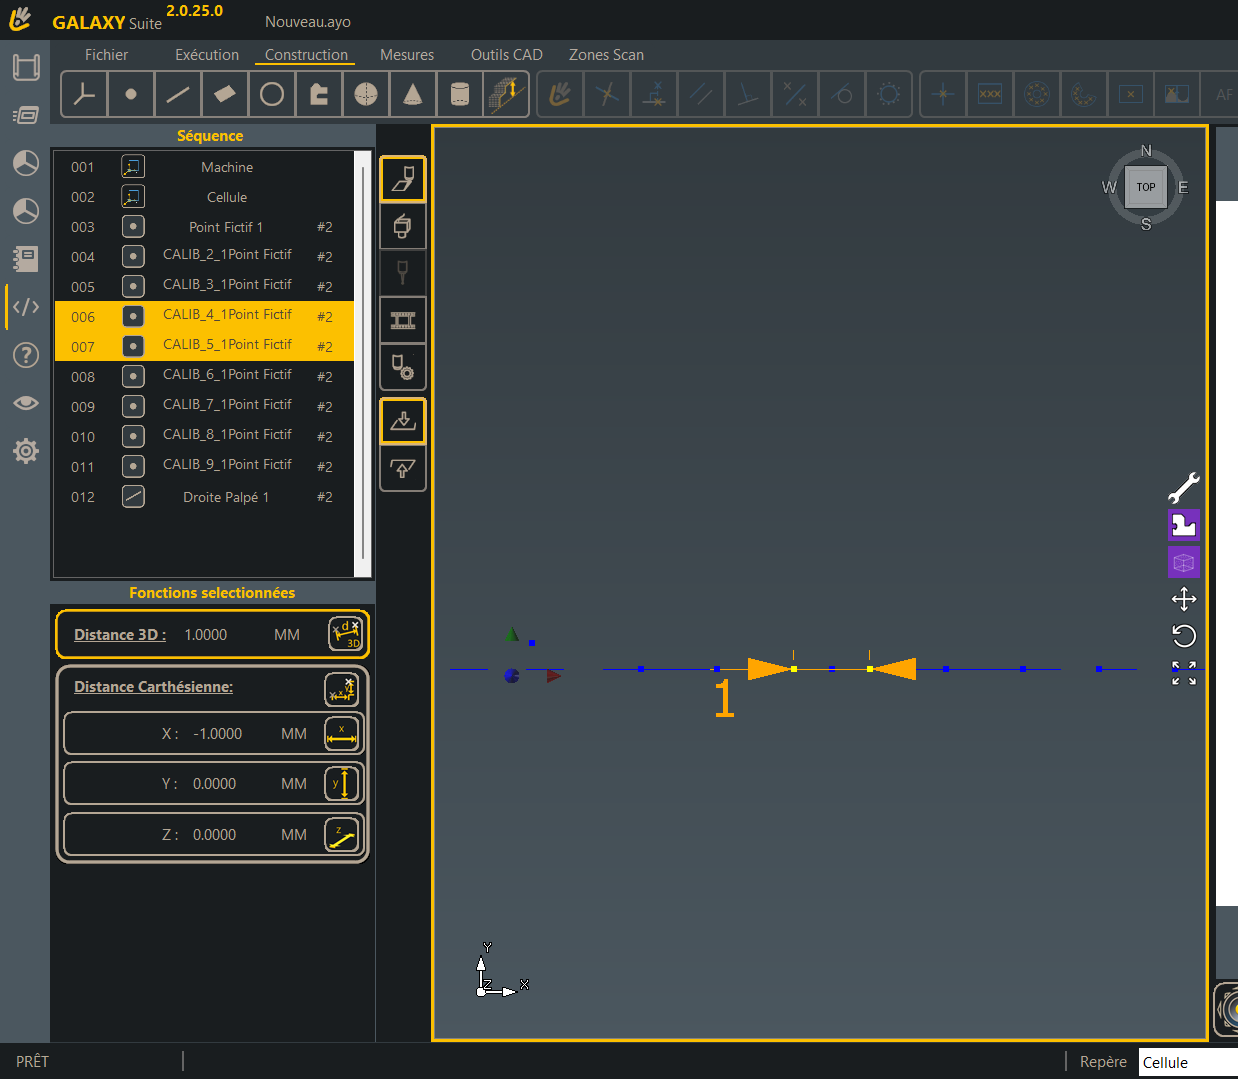 GALAXY Suite 2.0.25.0 Nouveau.ayo
Fichier Exécution Construction Mesures Outils CAD Zones Scan
AF
Séquence
001 Machine
002 Cellule
003 Point Fictif 1 #2
004 CALIB_2_1Point Fictif #2
005 CALIB_3_1Point Fictif #2
006 CALIB_4_1Point Fictif #2
007 CALIB_5_1Point Fictif #2
008 CALIB_6_1Point Fictif #2
009 CALIB_7_1Point Fictif #2
010 CALIB_8_1Point Fictif #2
011 CALIB_9_1Point Fictif #2
012 Droite Palpé 1 #2
Fonctions selectionnées
Distance 3D : 1.0000 MM d 3D
Distance Carthésienne: x y
X : -1.0000 MM x
Y : 0.0000 MM y
Z : 0.0000 MM z
N
W TOP E
S
1
Y
Z X
PRÊT Repère Cellule